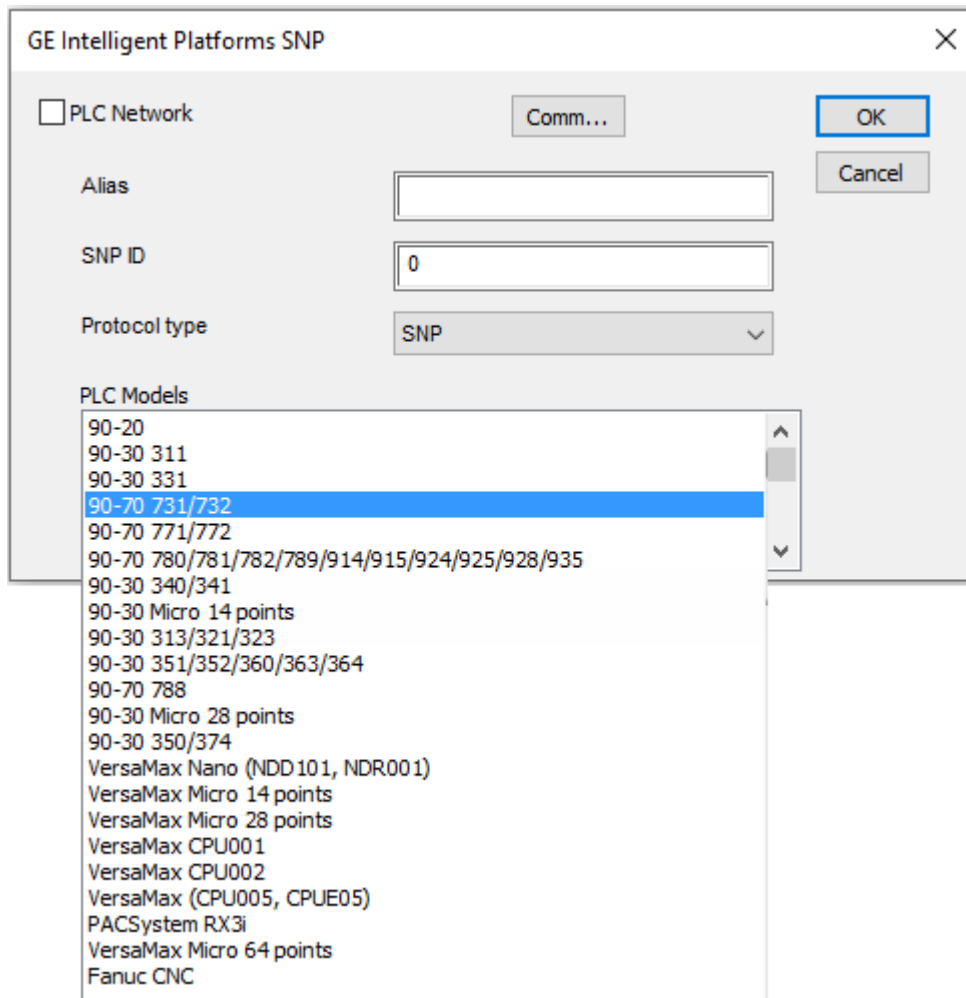 GE Intelligent Platforms SNP
PLC Network
Comm...
OK
Cancel
Alias
SNP ID
0
Protocol type
SNP
PLC Models
90-20
90-30 311
90-30 331
90-70 731/732
90-70 771/772
90-70 780/781/782/789/914/915/924/925/928/935
90-30 340/341
90-30 Micro 14 points
90-30 313/321/323
90-30 351/352/360/363/364
90-70 788
90-30 Micro 28 points
90-30 350/374
VersaMax Nano (NDD101, NDR001)
VersaMax Micro 14 points
VersaMax Micro 28 points
VersaMax CPU001
VersaMax CPU002
VersaMax (CPU005, CPUE05)
PACSystem RX3i
VersaMax Micro 64 points
Fanuc CNC